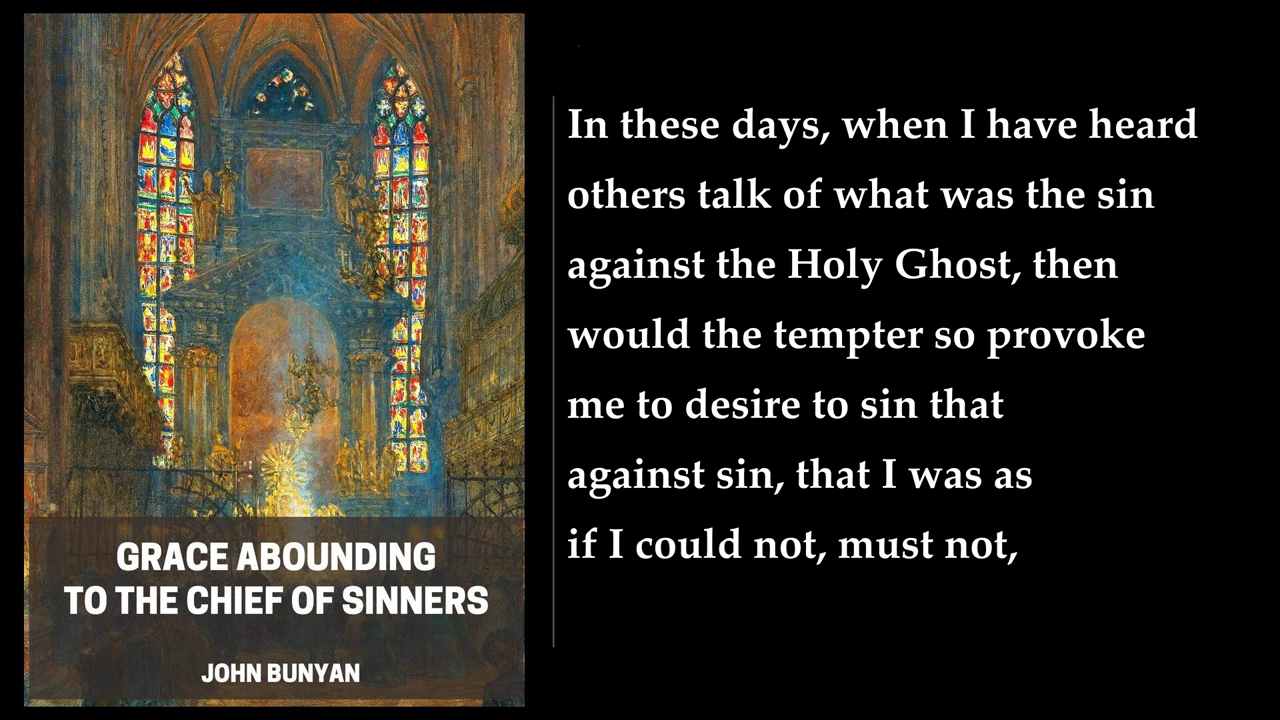 GRACE ABOUNDING
TO THE CHIEF OF SINNERS
JOHN BUNYAN
In these days, when I have heard
others talk of what was the sin
against the Holy Ghost, then
would the tempter so provoke
me to desire to sin that
against sin, that I was as
if I could not, must not,